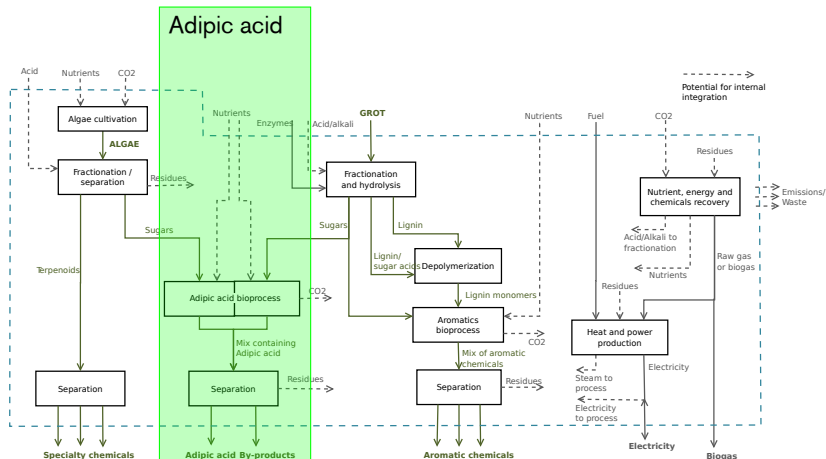 Adipic acid
Acid
Nutrients
CO2
Algae cultivation
ALGAE
Fractionation /
separation
Residues
Sugars
Terpenoids
Separation
Specialty chemicals
Nutrients
Enzymes
Acid/alkali
GROT
Fractionation
and hydrolysis
Sugars
Lignin
Lignin/
sugar acids
Depolymerization
Lignin monomers
Adipic acid bioprocess
CO2
Mix containing
Adipic acid
Separation
Residues
Adipic acid By-products
Nutrients
Aromatics
bioprocess
CO2
Mix of aromatic
chemicals
Separation
Residues
Aromatic chemicals
Fuel
CO2
Residues
Potential for internal
integration
Nutrient, energy and
chemicals recovery
Emissions/
Waste
Acid/Alkali to
fractionation
Nutrients
Raw gas
or biogas
Residues
Heat and power
production
Steam to
process
Electricity
Electricity
to process
Electricity
Biogas